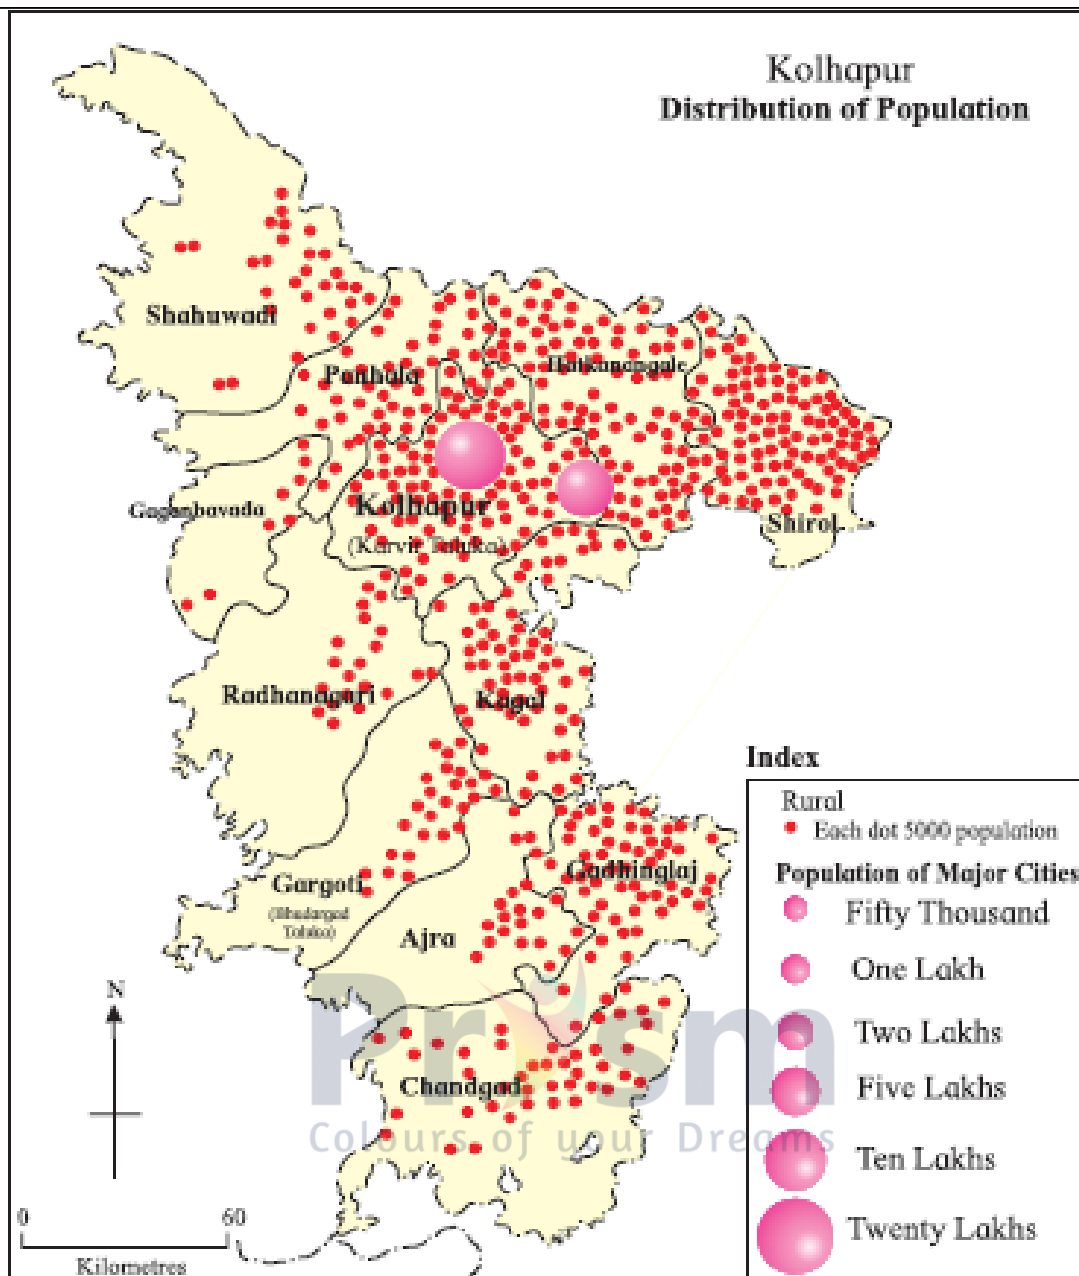 Kolhapur
Distribution of Population
Shahuwadi
Panhala
Hatkanangale
Gaganbavada
Kolhapur
(Karvir Taluka)
Shirol
Radhanagari
Kagal
Index
Rural
Each dot 5000 population
Population of Major Cities
Fifty Thousand
One Lakh
Two Lakhs
Five Lakhs
Ten Lakhs
Twenty Lakhs
Gargoti
(Bhudargad
Taluka)
Gadhinglaj
Ajra
N
Prism
Chandgad
Colours of your Dreams
0 60
Kilometres